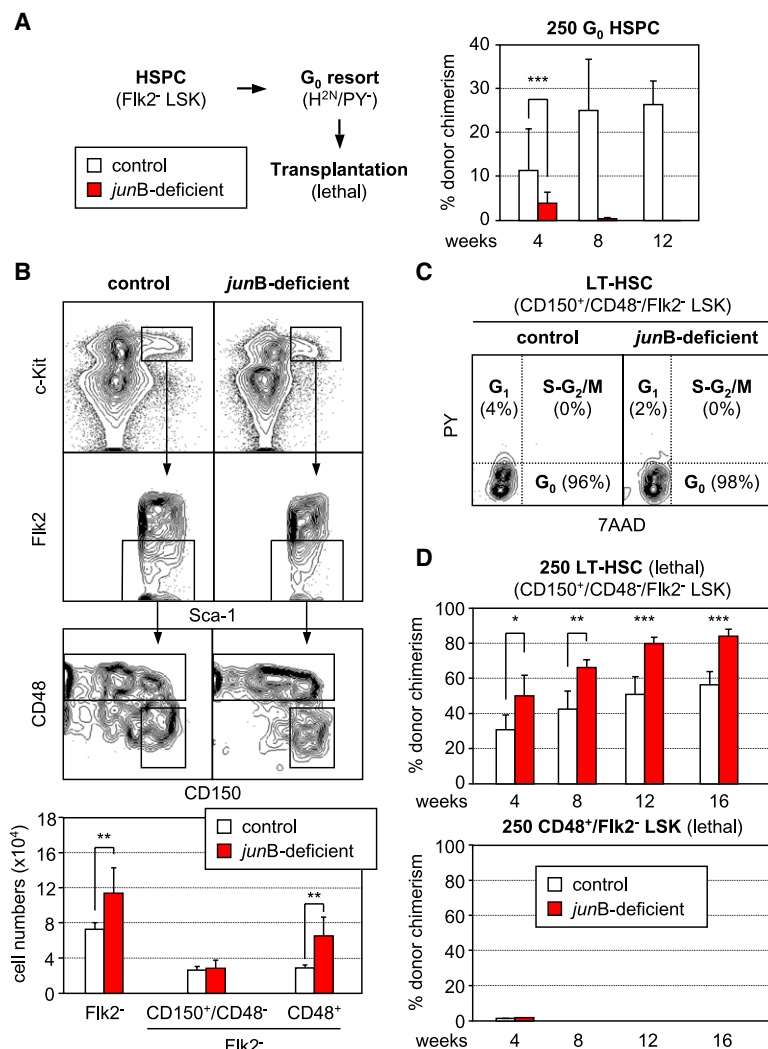 A
HSPC
(Flk2⁻ LSK)
G₀ resort
(H²ᴺ/PY⁻)
Transplantation
(lethal)
control
junB-deficient
250 G₀ HSPC
% donor chimerism
40
30
20
10
0
***
weeks 4 8 12
B
control junB-deficient
c-Kit
Flk2
Sca-1
CD48
CD150
cell numbers (x10⁴)
18
12
8
4
0
control
junB-deficient
**
**
Flk2⁻ CD150⁺/CD48⁻ CD48⁺
Flk2⁻
C
LT-HSC
(CD150⁺/CD48⁻/Flk2⁻ LSK)
control junB-deficient
PY
G₁ S-G₂/M G₁ S-G₂/M
(4%) (0%) (2%) (0%)
G₀ (96%) G₀ (98%)
7AAD
D
250 LT-HSC (lethal)
(CD150⁺/CD48⁻/Flk2⁻ LSK)
% donor chimerism
100
80
60
40
20
0
* ** *** ***
weeks 4 8 12 16
250 CD48⁺/Flk2⁻ LSK (lethal)
% donor chimerism
100
80
60
40
20
0
control
junB-deficient
weeks 4 8 12 16